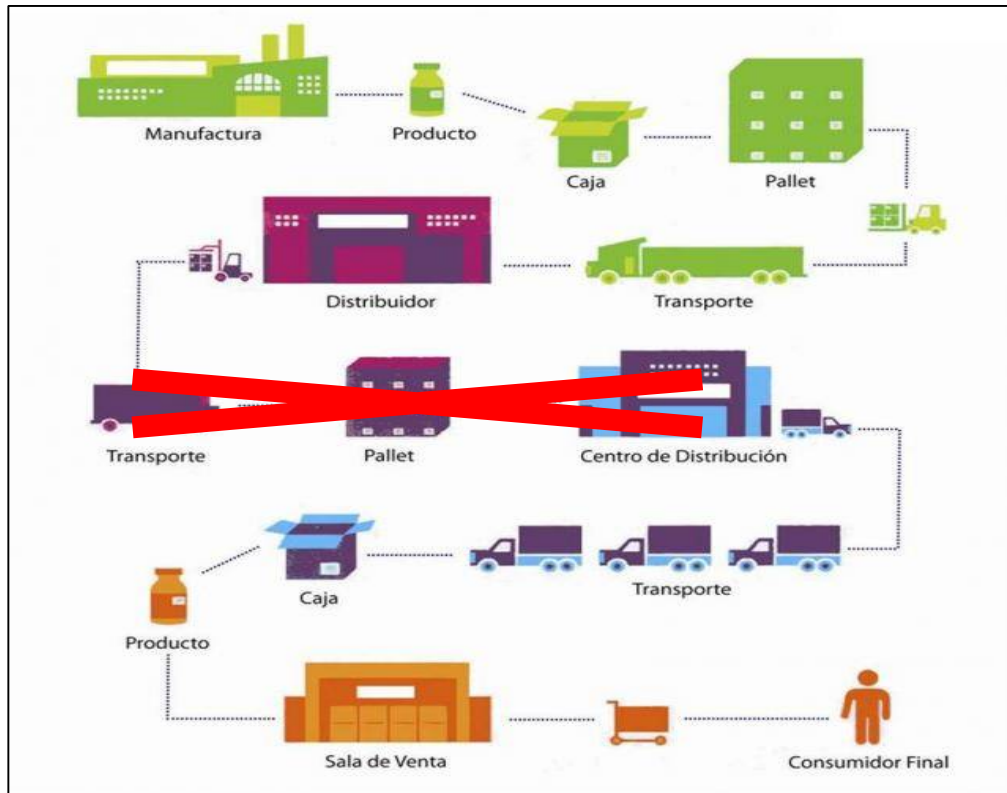 Manufactura
Producto
Caja
Pallet
Distribuidor
Transporte
Transporte
Pallet
Centro de Distribución
Caja
Transporte
Producto
Sala de Venta
Consumidor Final